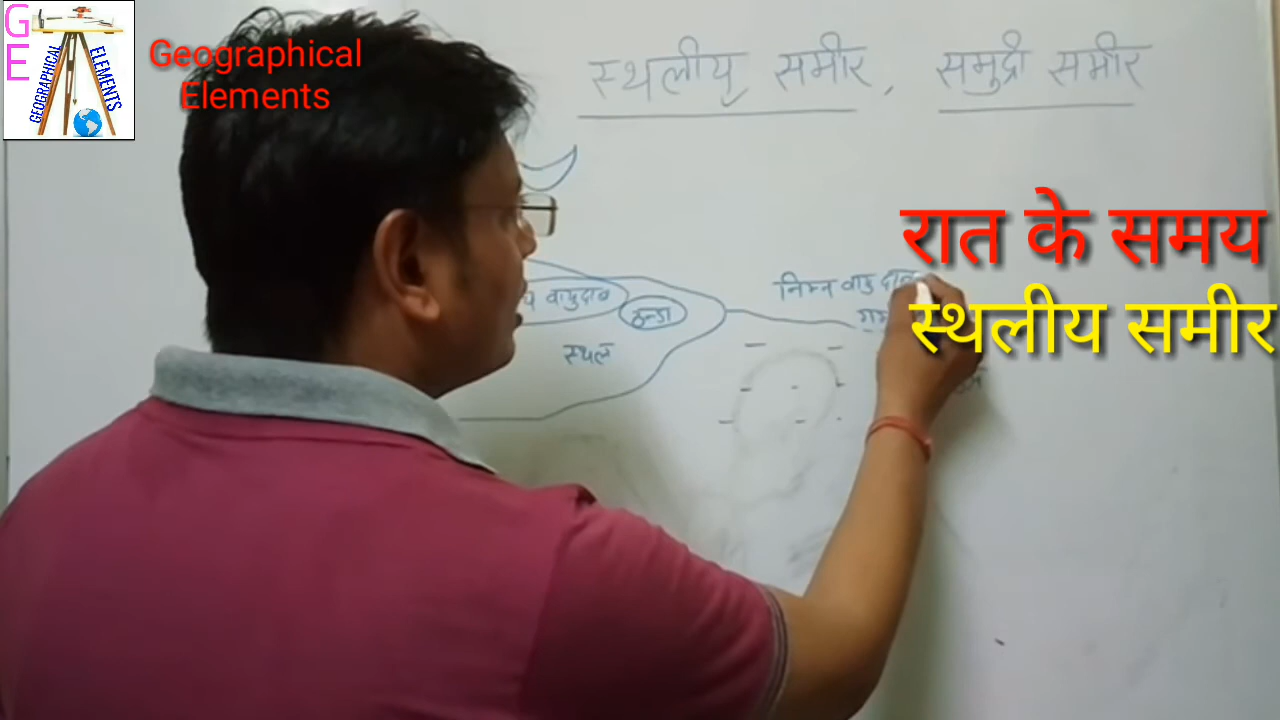 GE
GEOGRAPHICAL ELEMENTS
Geographical
Elements
स्थलीय समीर, समुद्री समीर
रात के समय
स्थलीय समीर
वायुदाब
ठन्डा
स्थल
निम्न वायु दाब